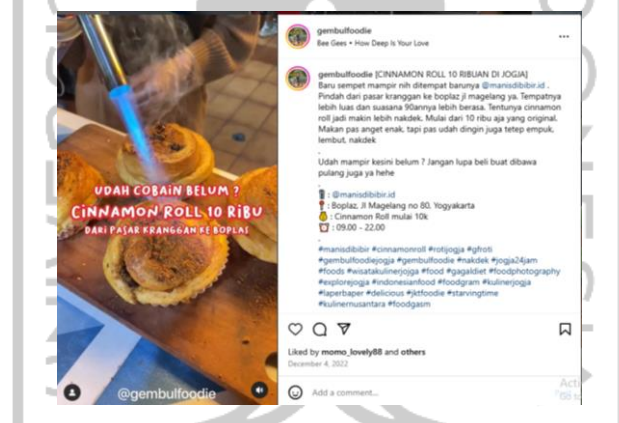 UDAH COBAIN BELUM ?
CINNAMON ROLL 10 RIBU
DARI PASAR KRANGGAN KE BOPLAS
@gembulfoodie
gembulfoodie
Bee Gees • How Deep Is Your Love
gembulfoodie [CINNAMON ROLL 10 RIBUAN DI JOGJA]
Baru sempet mampir nih ditempat barunya @manisdibibir.id .
Pindah dari pasar kranggan ke boplaz jl magelang ya. Tempatnya
lebih luas dan suasana 90annya lebih berasa. Tentunya cinnamon
roll jadi makin lebih nakdek. Mulai dari 10 ribu aja yang original.
Makan pas anget enak, tapi pas udah dingin juga tetep empuk,
lembut, nakdek
.
Udah mampir kesini belum ? Jangan lupa beli buat dibawa
pulang juga ya hehe
.
: @manisdibibir.id
: Boplaz, Jl Magelang no 80, Yogyakarta
: Cinnamon Roll mulai 10k
: 09.00 - 22.00
.
#manisdibibir #cinnamonroll #rotijogja #gfroti
#gembulfoodiejogja #gembulfoodie #nakdek #jogja24jam
#foods #wisatakulinerjogja #food #gagaldiet #foodphotography
#explorejogja #indonesianfood #foodgram #kulinerjogja
#laperbaper #delicious #jktfoodie #starvingtime
#kulinernusantara #foodgasm
Liked by momo_lovely88 and others
December 4, 2022
Add a comment...